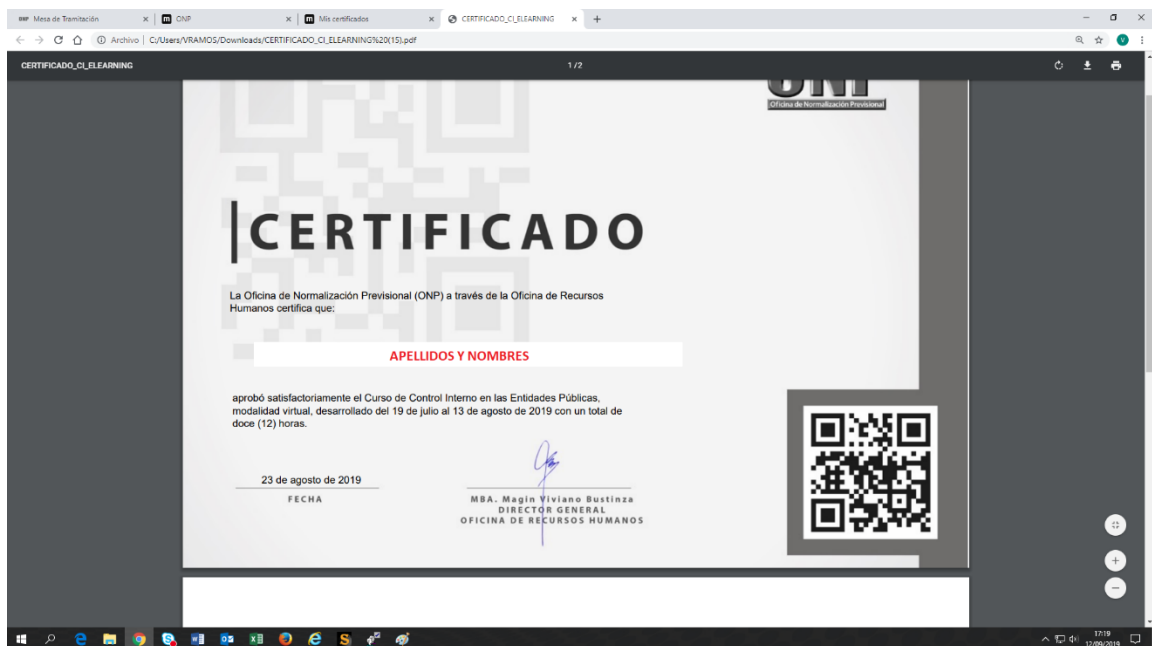 Mesa de Tramitación
ONP
Mis certificados
CERTIFICADO_CI_ELEARNING
Archivo | C:/Users/VRAMOS/Downloads/CERTIFICADO_CI_ELEARNING%20(15).pdf
CERTIFICADO_CI_ELEARNING
1 / 2
ONP
Oficina de Normalización Previsional
CERTIFICADO
La Oficina de Normalización Previsional (ONP) a través de la Oficina de Recursos
Humanos certifica que:
APELLIDOS Y NOMBRES
aprobó satisfactoriamente el Curso de Control Interno en las Entidades Públicas,
modalidad virtual, desarrollado del 19 de julio al 13 de agosto de 2019 con un total de
doce (12) horas.
23 de agosto de 2019
FECHA
MBA. Magin Viviano Bustinza
DIRECTOR GENERAL
OFICINA DE RECURSOS HUMANOS
17:19
12/09/2019